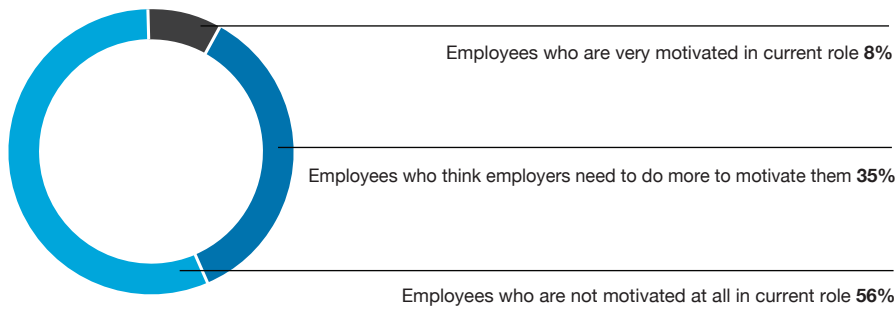 Employees who are very motivated in current role 8%
Employees who think employers need to do more to motivate them 35%
Employees who are not motivated at all in current role 56%